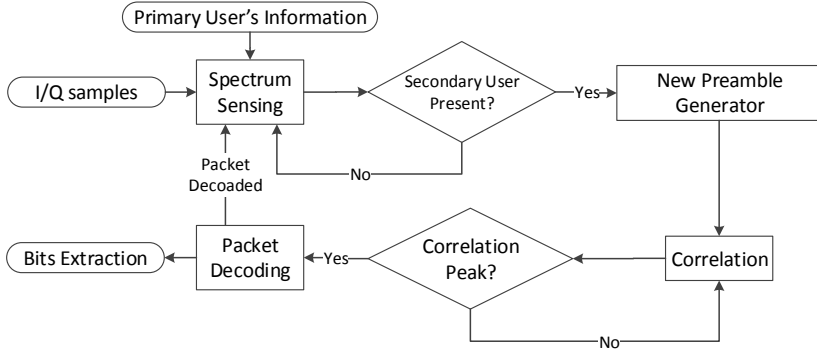 Primary User's Information
I/Q samples
Spectrum
Sensing
Secondary User
Present?
Yes
New Preamble
Generator
No
Packet
Decoaded
Bits Extraction
Packet
Decoding
Yes
Correlation
Peak?
Correlation
No